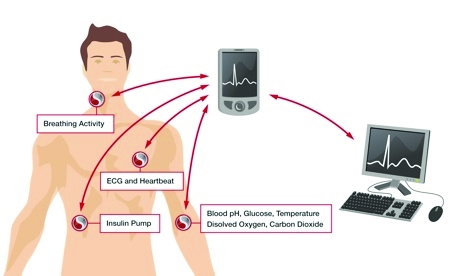 Breathing Activity
ECG and Heartbeat
Insulin Pump
Blood pH, Glucose, Temperature
Disolved Oxygen, Carbon Dioxide